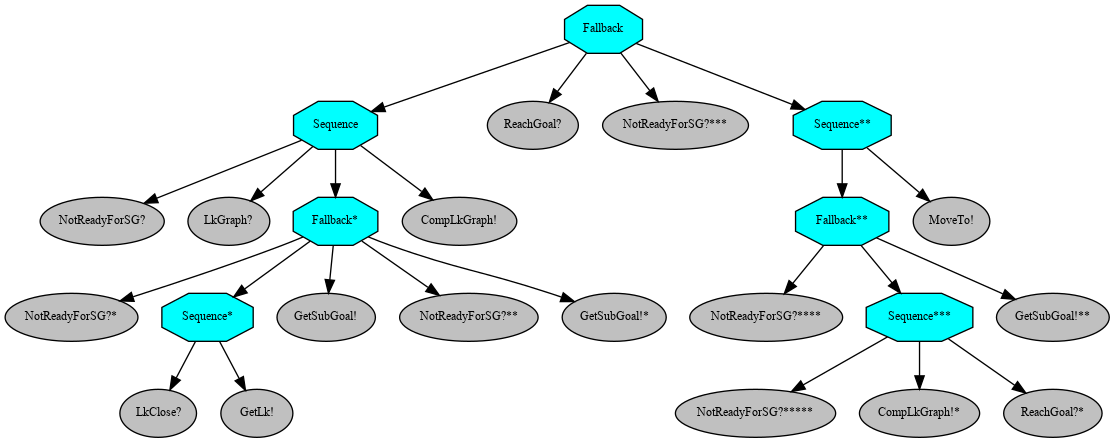 Fallback
Sequence
ReachGoal?
NotReadyForSG?***
Sequence**
NotReadyForSG?
LkGraph?
Fallback*
CompLkGraph!
Fallback**
MoveTo!
NotReadyForSG?*
Sequence*
GetSubGoal!
NotReadyForSG?**
GetSubGoal!*
NotReadyForSG?****
Sequence***
GetSubGoal!**
LkClose?
GetLk!
NotReadyForSG?*****
CompLkGraph!*
ReachGoal?*